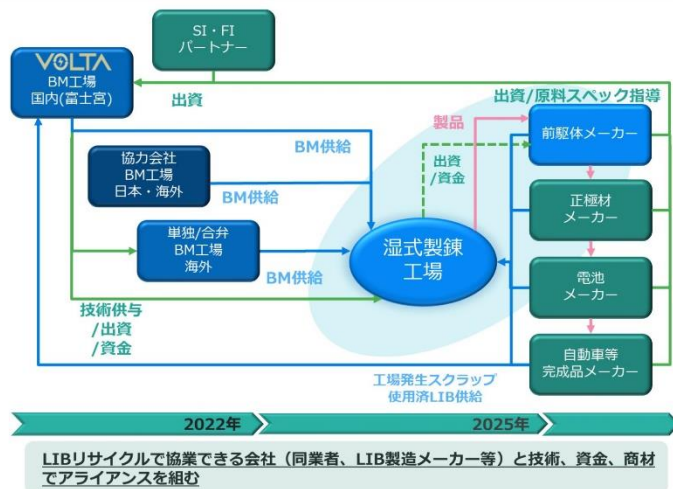 SI・FI
パートナー
VOLTA
BM工場
国内(富士宮)
出資
出資/原料スペック指導
製品
BM供給
前駆体メーカー
協力会社
BM工場
日本・海外
BM供給
出資
/資金
正極材
メーカー
単独/合弁
BM工場
海外
BM供給
湿式製錬
工場
電池
メーカー
技術供与
/出資
/資金
自動車等
完成品メーカー
工場発生スクラップ
使用済LIB供給
2022年
2025年
LIBリサイクルで協業できる会社（同業者、LIB製造メーカー等）と技術、資金、商材
でアライアンスを組む